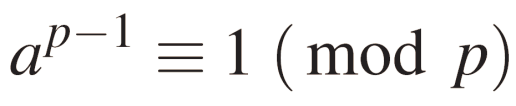 a^{p−1} ≡ 1 ( mod p)